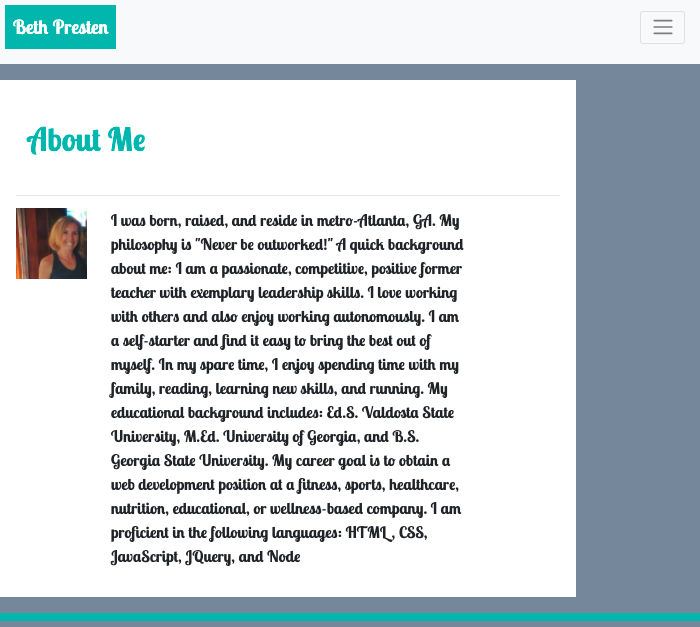 Beth Presten
About Me
I was born, raised, and reside in metro-Atlanta, GA. My
philosophy is "Never be outworked!" A quick background
about me: I am a passionate, competitive, positive former
teacher with exemplary leadership skills. I love working
with others and also enjoy working autonomously. I am
a self-starter and find it easy to bring the best out of
myself. In my spare time, I enjoy spending time with my
family, reading, learning new skills, and running. My
educational background includes: Ed.S. Valdosta State
University, M.Ed. University of Georgia, and B.S.
Georgia State University. My career goal is to obtain a
web development position at a fitness, sports, healthcare,
nutrition, educational, or wellness-based company. I am
proficient in the following languages: HTML, CSS,
JavaScript, JQuery, and Node